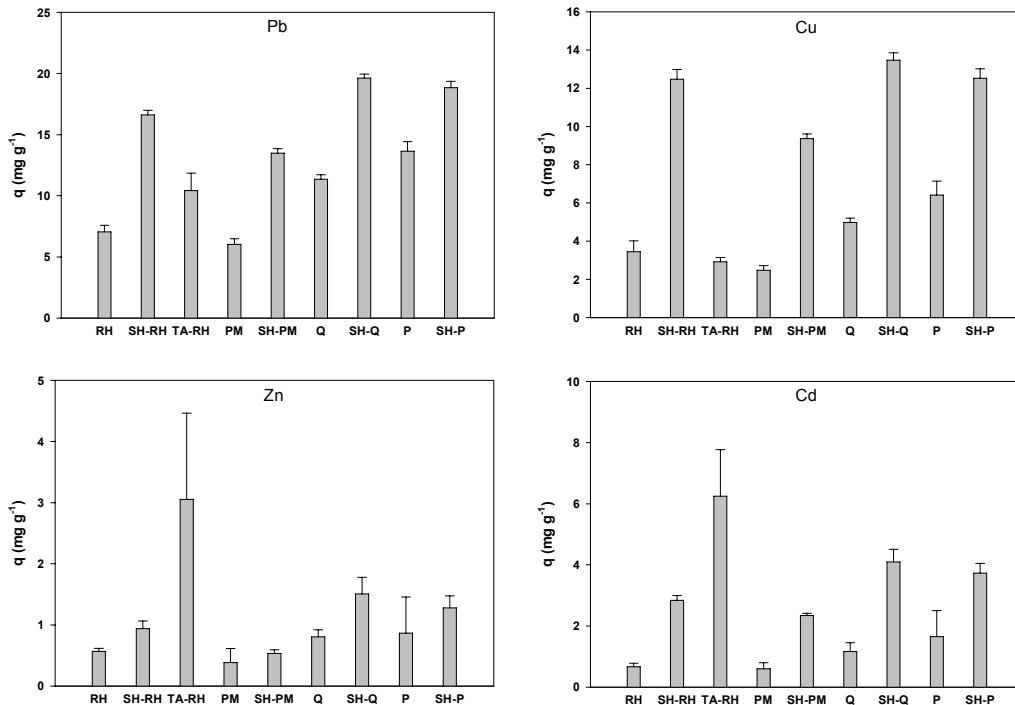 Pb
25
20
15
10
5
0
q (mg g⁻¹)
RH SH-RH TA-RH PM SH-PM Q SH-Q P SH-P
Cu
16
14
12
10
8
6
4
2
0
q (mg g⁻¹)
RH SH-RH TA-RH PM SH-PM Q SH-Q P SH-P
Zn
5
4
3
2
1
0
q (mg g⁻¹)
RH SH-RH TA-RH PM SH-PM Q SH-Q P SH-P
Cd
10
8
6
4
2
0
q (mg g⁻¹)
RH SH-RH TA-RH PM SH-PM Q SH-Q P SH-P